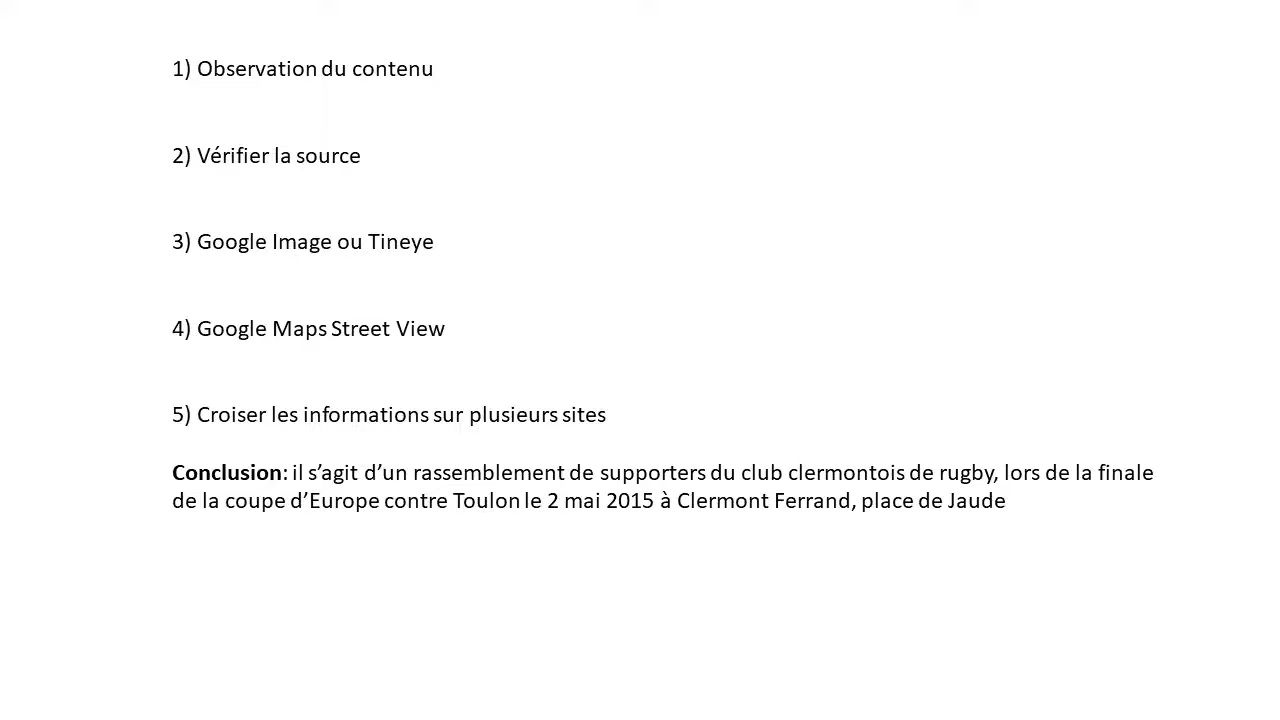 1) Observation du contenu
2) Vérifier la source
3) Google Image ou Tineye
4) Google Maps Street View
5) Croiser les informations sur plusieurs sites
Conclusion: il s’agit d’un rassemblement de supporters du club clermontois de rugby, lors de la finale
de la coupe d’Europe contre Toulon le 2 mai 2015 à Clermont Ferrand, place de Jaude